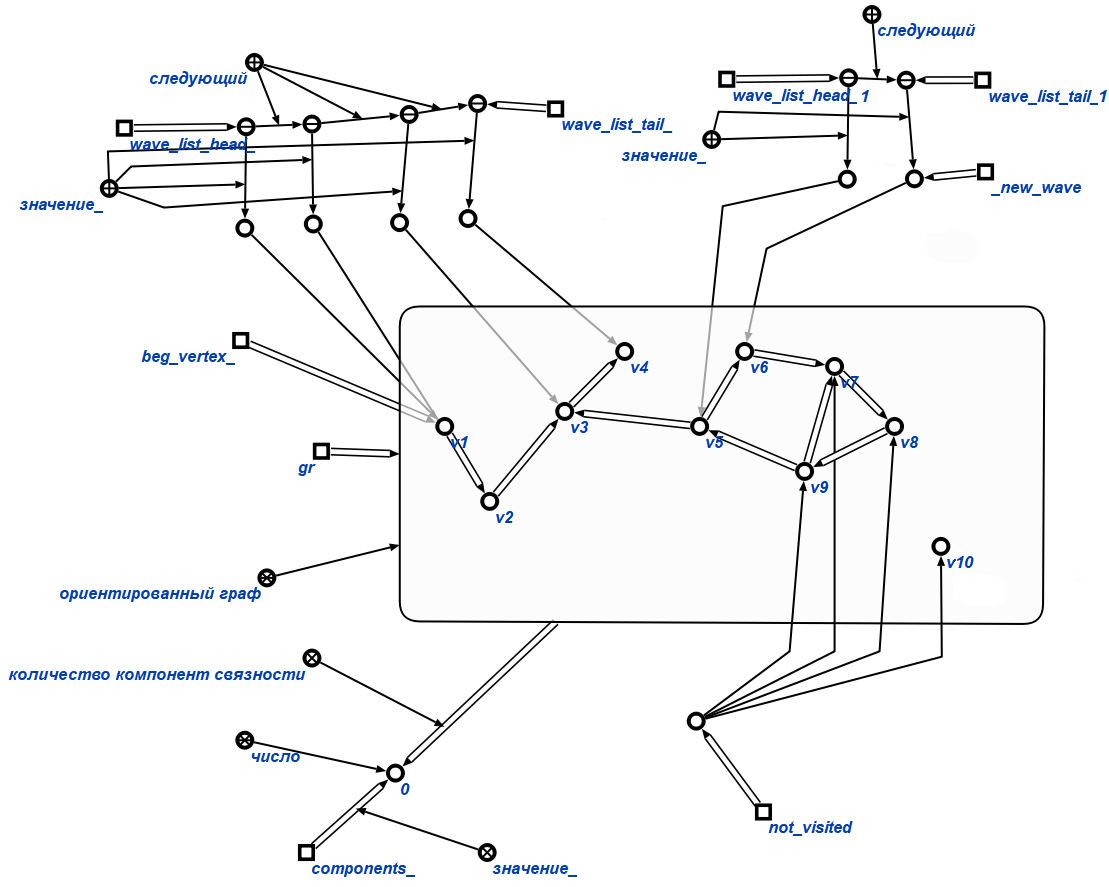 следующий
следующий
wave_list_head_1
wave_list_tail_1
wave_list_tail_
wave_list_head_
значение_
_new_wave
значение_
beg_vertex_
v4
v6
v7
v1
v3
v5
v8
gr
v9
v2
v10
ориентированный граф
количество компонент связности
число
0
not_visited
components_
значение_